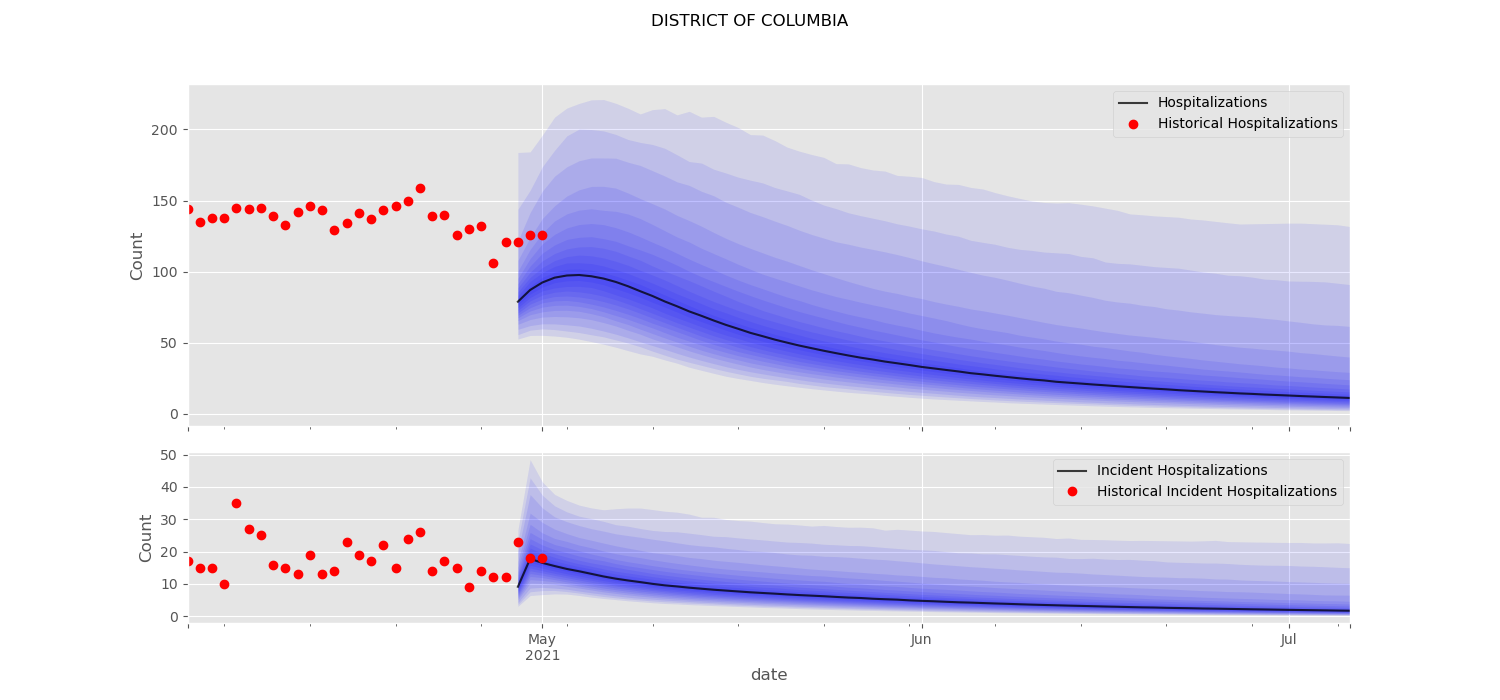 DISTRICT OF COLUMBIA
Hospitalizations
Historical Hospitalizations
200
150
100
50
0
Count
Incident Hospitalizations
Historical Incident Hospitalizations
50
40
30
20
10
0
Count
May
2021
Jun
Jul
date